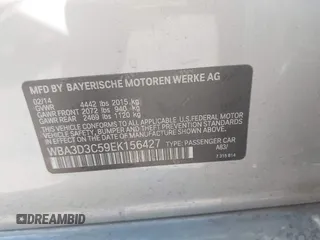 MFD. BY BAYERISCHE MOTOREN WERKE AG
02/14
GVWR 4442 lbs 2015 kg
GAWR FRONT 2072 lbs 940 kg
GAWR REAR 2469 lbs 1120 kg
THIS VEHICLE CONFORMS TO ALL APPLICABLE FEDERAL MOTOR VEHICLE
SAFETY, BUMPER, AND THEFT PREVENTION STANDARDS
IN EFFECT ON THE DATE OF MANUFACTURE SHOWN ABOVE.
WBA3D3C59EK156427 TYPE: PASSENGER CAR
A83/
AUTOBIDMASTER